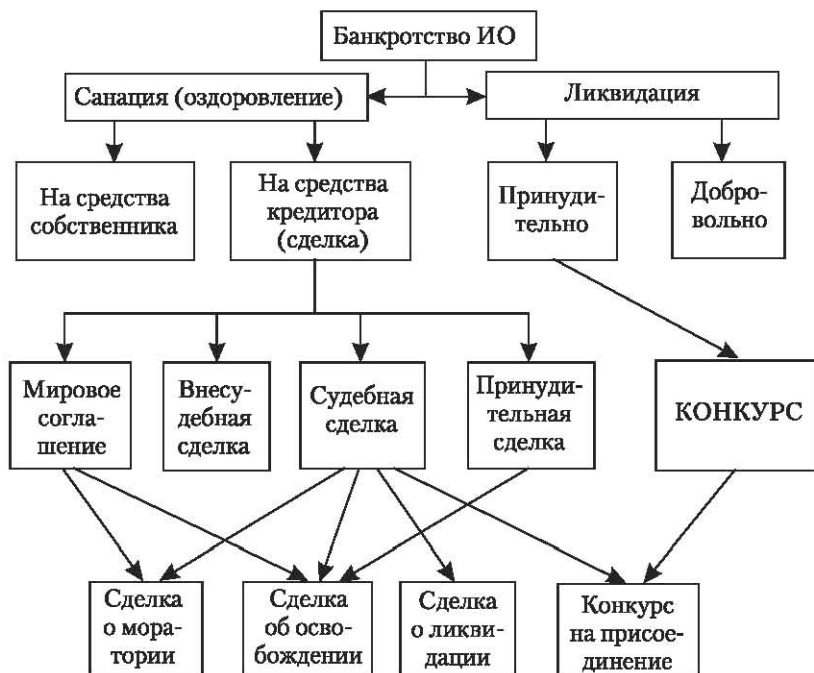 Банкротство ИО
Санация (оздоровление)
Ликвидация
На средства
собственника
На средства
кредитора
(сделка)
Принуди-
тельно
Добро-
вольно
Мировое
согла-
шение
Внесу-
дебная
сделка
Судебная
сделка
Принуди-
тельная
сделка
КОНКУРС
Сделка
о мора-
тории
Сделка
об осво-
бождении
Сделка
о ликви-
дации
Конкурс
на присое-
динение